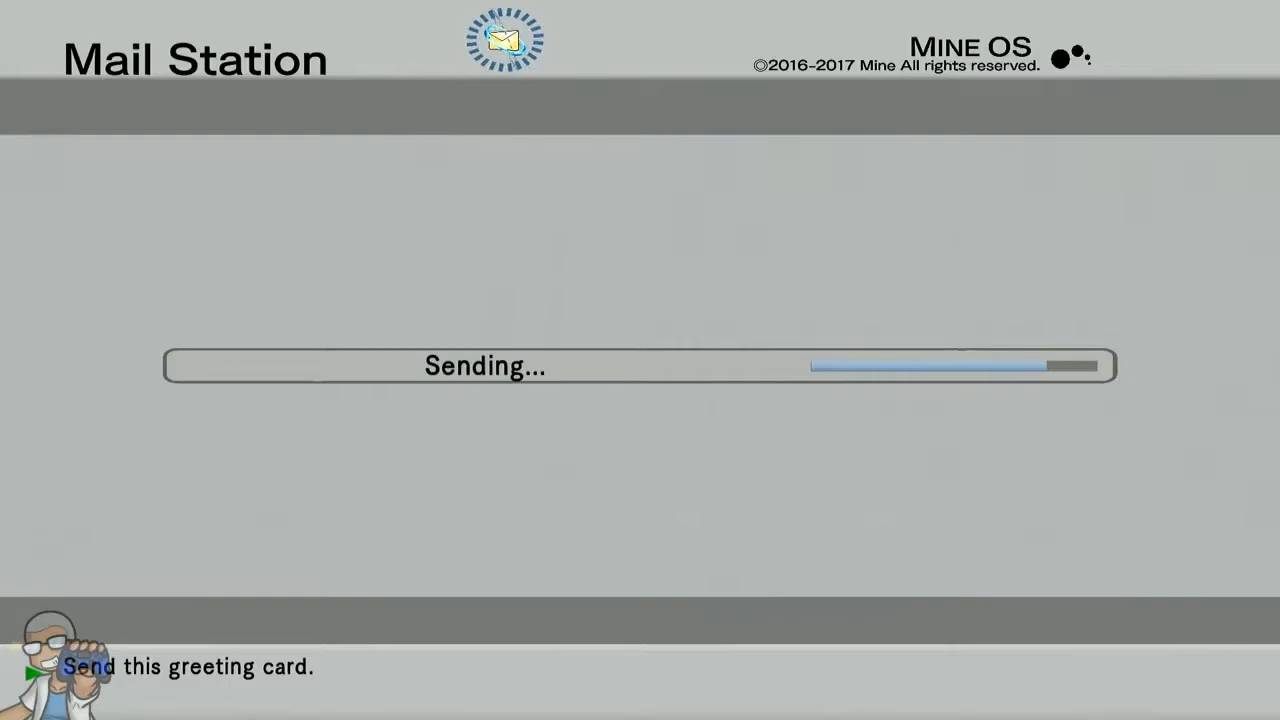 Mail Station
MINE OS
©2016-2017 Mine All rights reserved.
Sending...
Send this greeting card.